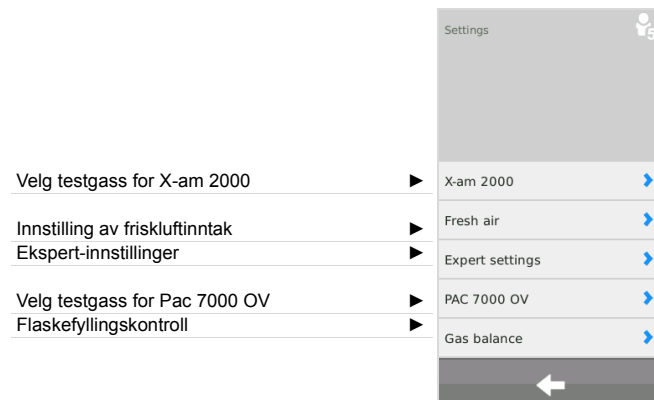 Settings
5
Velg testgass for X-am 2000 ► X-am 2000
Innstilling av friskluftinntak ► Fresh air
Ekspert-innstillinger ► Expert settings
Velg testgass for Pac 7000 OV ► PAC 7000 OV
Flaskefyllingskontroll ► Gas balance